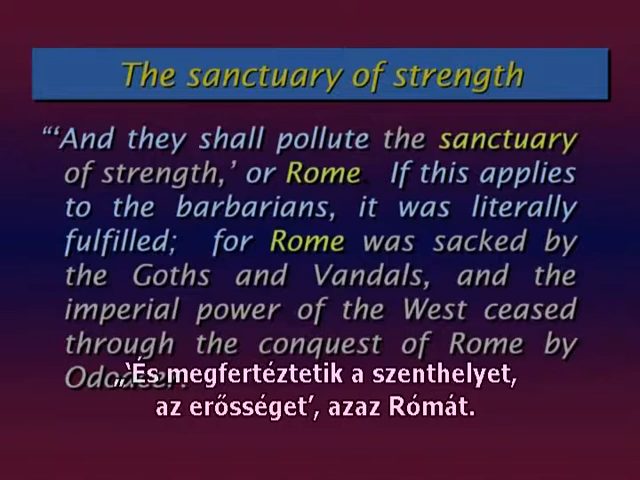 The sanctuary of strength
"'And they shall pollute the sanctuary
of strength,' or Rome. If this applies
to the barbarians, it was literally
fulfilled; for Rome was sacked by
the Goths and Vandals, and the
imperial power of the West ceased
through the conquest of Rome by
Odoacer.
„'És megfertéztetik a szenthelyet,
az erősséget', azaz Rómát.